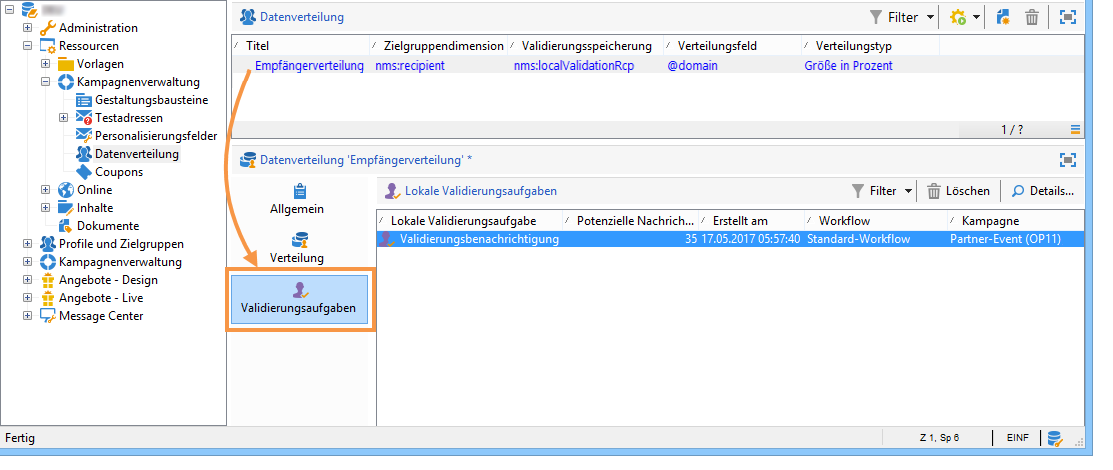 Administration
Ressourcen
Vorlagen
Kampagnenverwaltung
Gestaltungsbausteine
Testadressen
Personalisierungsfelder
Datenverteilung
Coupons
Online
Inhalte
Dokumente
Profile und Zielgruppen
Kampagnenverwaltung
Angebote - Design
Angebote - Live
Message Center
Datenverteilung Filter
Titel Zielgruppendimension Validierungsspeicherung Verteilungsfeld Verteilungstyp
Empfängerverteilung nms:recipient nms:localValidationRcp @domain Größe in Prozent
1 / ?
Datenverteilung 'Empfängerverteilung' *
Allgemein
Verteilung
Validierungsaufgaben
Lokale Validierungsaufgaben Filter Löschen Details...
Lokale Validierungsaufgabe Potenzielle Nachrich... Erstellt am Workflow Kampagne
Validierungsbenachrichtigung 35 17.05.2017 05:57:40 Standard-Workflow Partner-Event (OP11)
Fertig Z 1, Sp 6 EINF